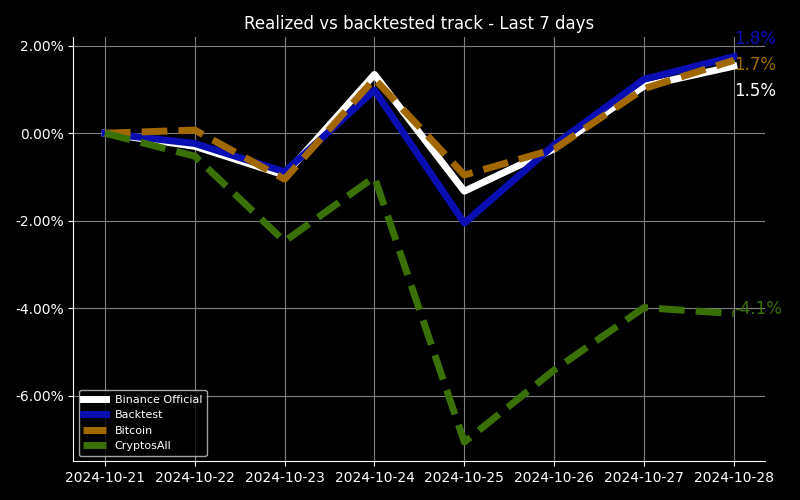 Realized vs backtested track - Last 7 days
2.00%
0.00%
-2.00%
-4.00%
-6.00%
1.8%
1.7%
1.5%
-4.1%
Binance Official
Backtest
Bitcoin
CryptosAll
2024-10-21 2024-10-22 2024-10-23 2024-10-24 2024-10-25 2024-10-26 2024-10-27 2024-10-28